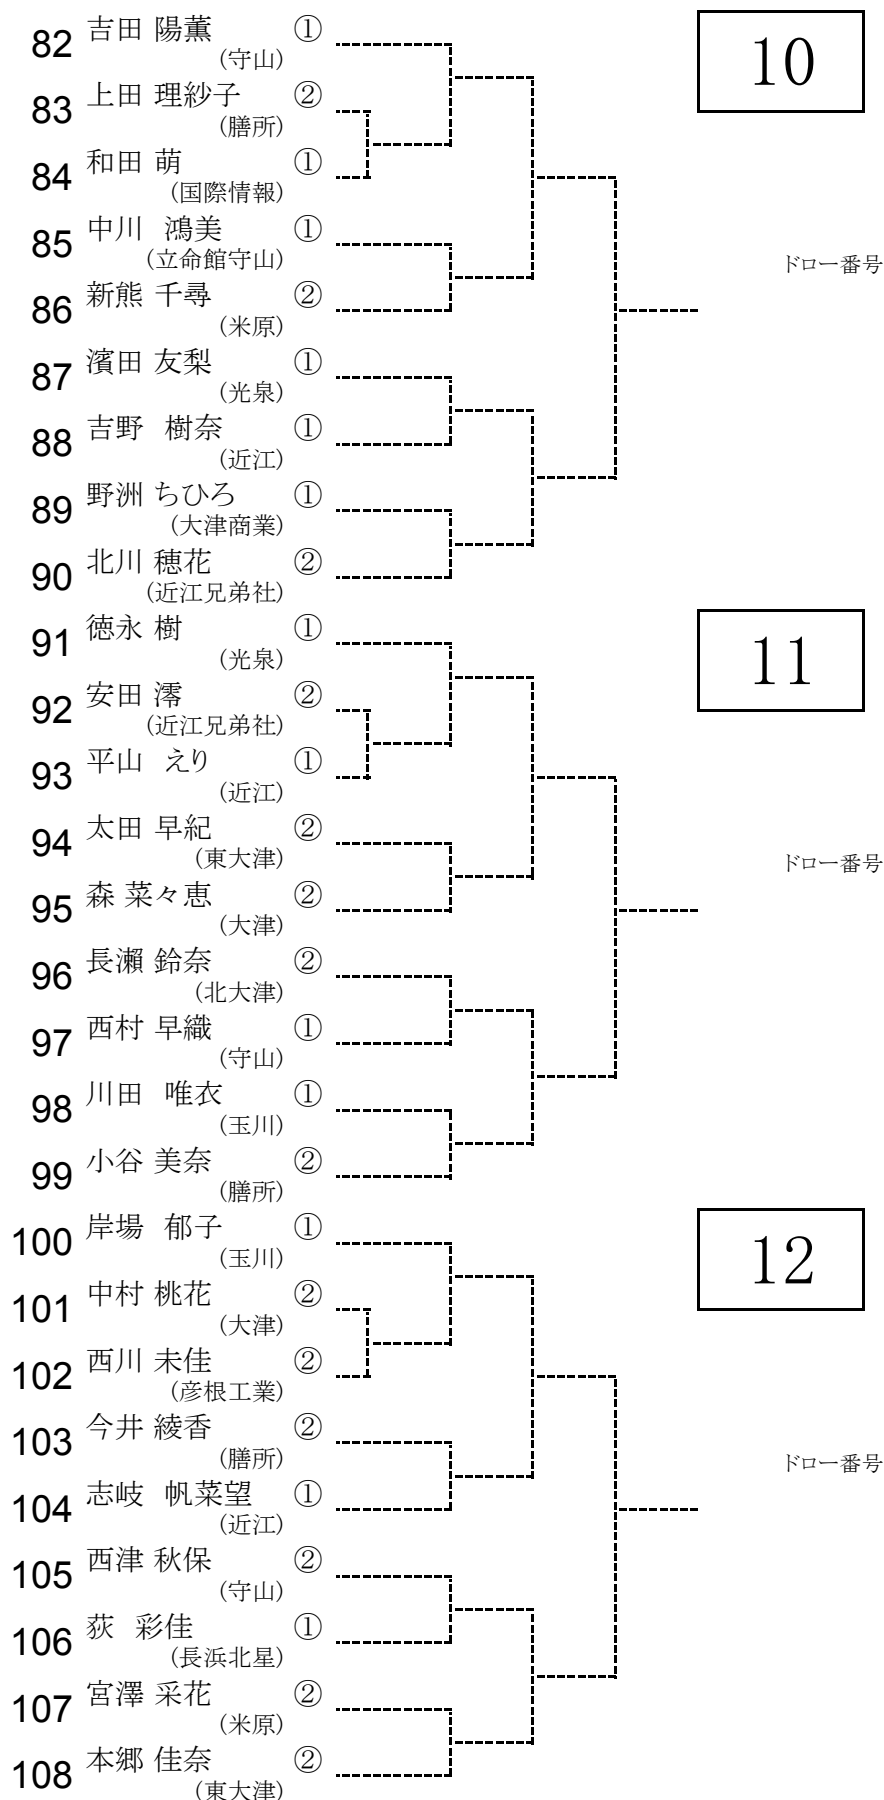 10
82 吉田 陽薫 ①
(守山)
83 上田 理紗子 ②
(膳所)
84 和田 萌 ①
(国際情報)
85 中川 鴻美 ①
(立命館守山)
ドロー番号
86 新熊 千尋 ②
(米原)
87 濱田 友梨 ①
(光泉)
88 吉野 樹奈 ①
(近江)
89 野洲 ちひろ ①
(大津商業)
90 北川 穂花 ②
(近江兄弟社)
11
91 徳永 樹 ①
(光泉)
92 安田 澪 ②
(近江兄弟社)
93 平山 えり ①
(近江)
94 太田 早紀 ②
(東大津)
ドロー番号
95 森 菜々恵 ②
(大津)
96 長瀬 鈴奈 ②
(北大津)
97 西村 早織 ①
(守山)
98 川田 唯衣 ①
(玉川)
99 小谷 美奈 ②
(膳所)
12
100 岸場 郁子 ①
(玉川)
101 中村 桃花 ②
(大津)
102 西川 未佳 ②
(彦根工業)
103 今井 綾香 ②
(膳所)
ドロー番号
104 志岐 帆菜望 ①
(近江)
105 西津 秋保 ②
(守山)
106 荻 彩佳 ①
(長浜北星)
107 宮澤 采花 ②
(米原)
108 本郷 佳奈 ②
(東大津)